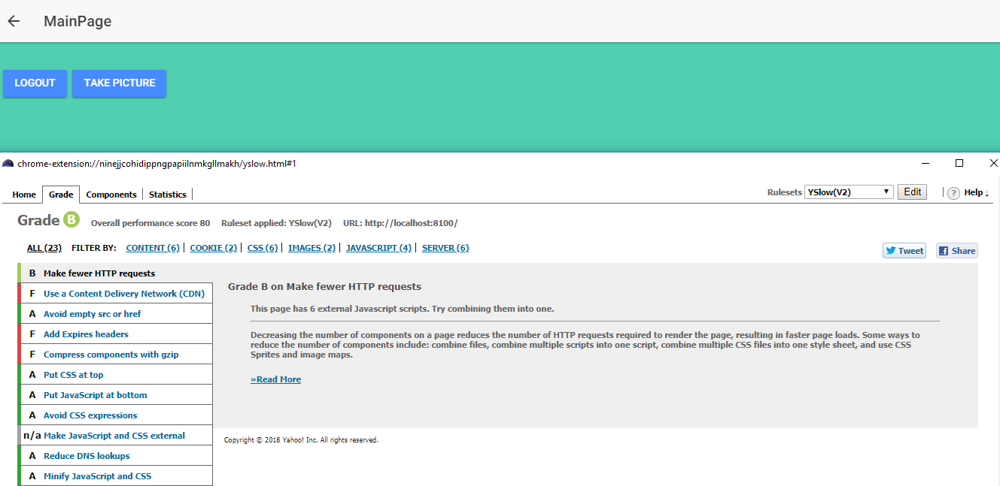 MainPage
LOGOUT TAKE PICTURE
chrome-extension://ninejjcohidippngpapiilnmkgllmakh/yslow.html#1
Home Grade Components Statistics Rulesets YSlow(V2) Edit ? Help ↓
Grade B Overall performance score 80 Ruleset applied: YSlow(V2) URL: http://localhost:8100/
ALL (23) FILTER BY: CONTENT (6) COOKIE (2) CSS (6) IMAGES (2) JAVASCRIPT (4) SERVER (6)
Tweet Share
B Make fewer HTTP requests
F Use a Content Delivery Network (CDN)
A Avoid empty src or href
F Add Expires headers
F Compress components with gzip
A Put CSS at top
A Put JavaScript at bottom
A Avoid CSS expressions
n/a Make JavaScript and CSS external
A Reduce DNS lookups
A Minify JavaScript and CSS
Grade B on Make fewer HTTP requests
This page has 6 external Javascript scripts. Try combining them into one.
Decreasing the number of components on a page reduces the number of HTTP requests required to render the page, resulting in faster page loads. Some ways to
reduce the number of components include: combine files, combine multiple scripts into one script, combine multiple CSS files into one style sheet, and use CSS
Sprites and image maps.
»Read More
Copyright © 2018 Yahoo! Inc. All rights reserved.